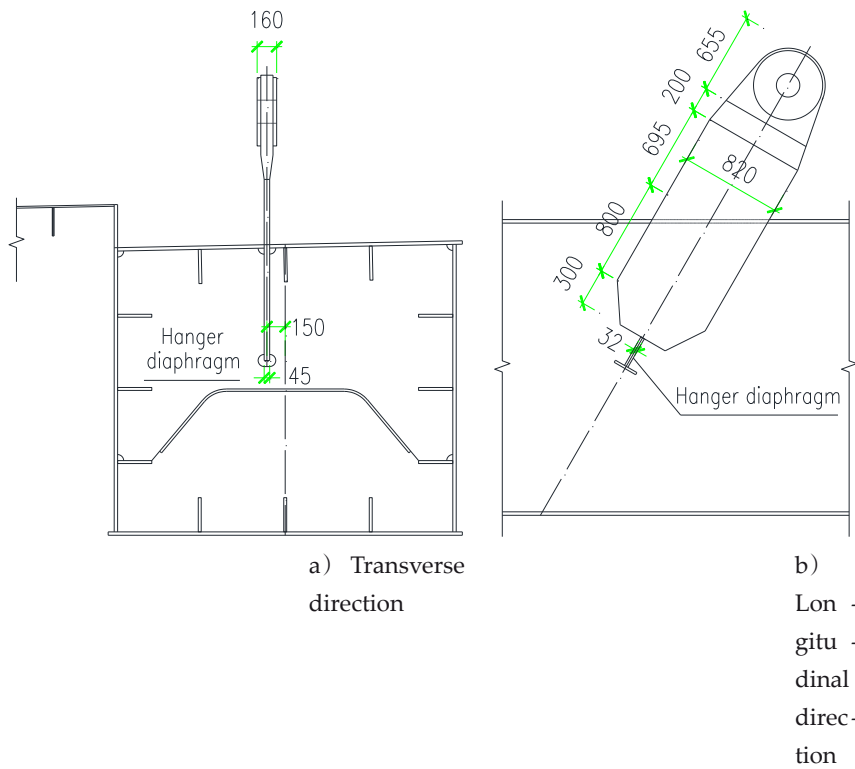 160
150
Hanger
diaphragm
45
a） Transverse
direction
655
200
695
820
800
300
32
Hanger diaphragm
b）
Lon -
gitu -
dinal
direc-
tion